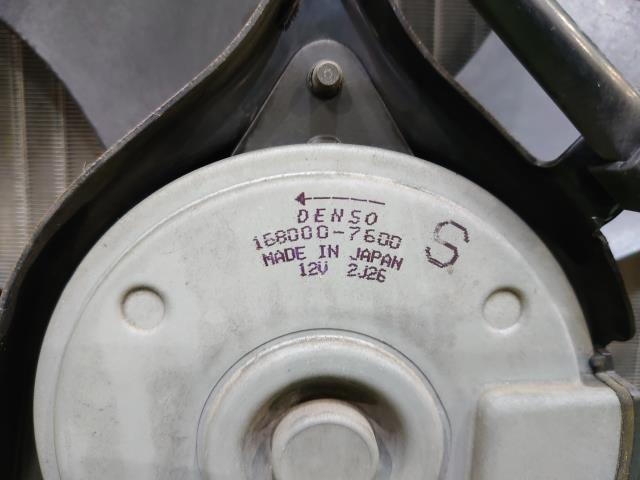 DENSO
168000-7600
MADE IN JAPAN
12V 2J26
S